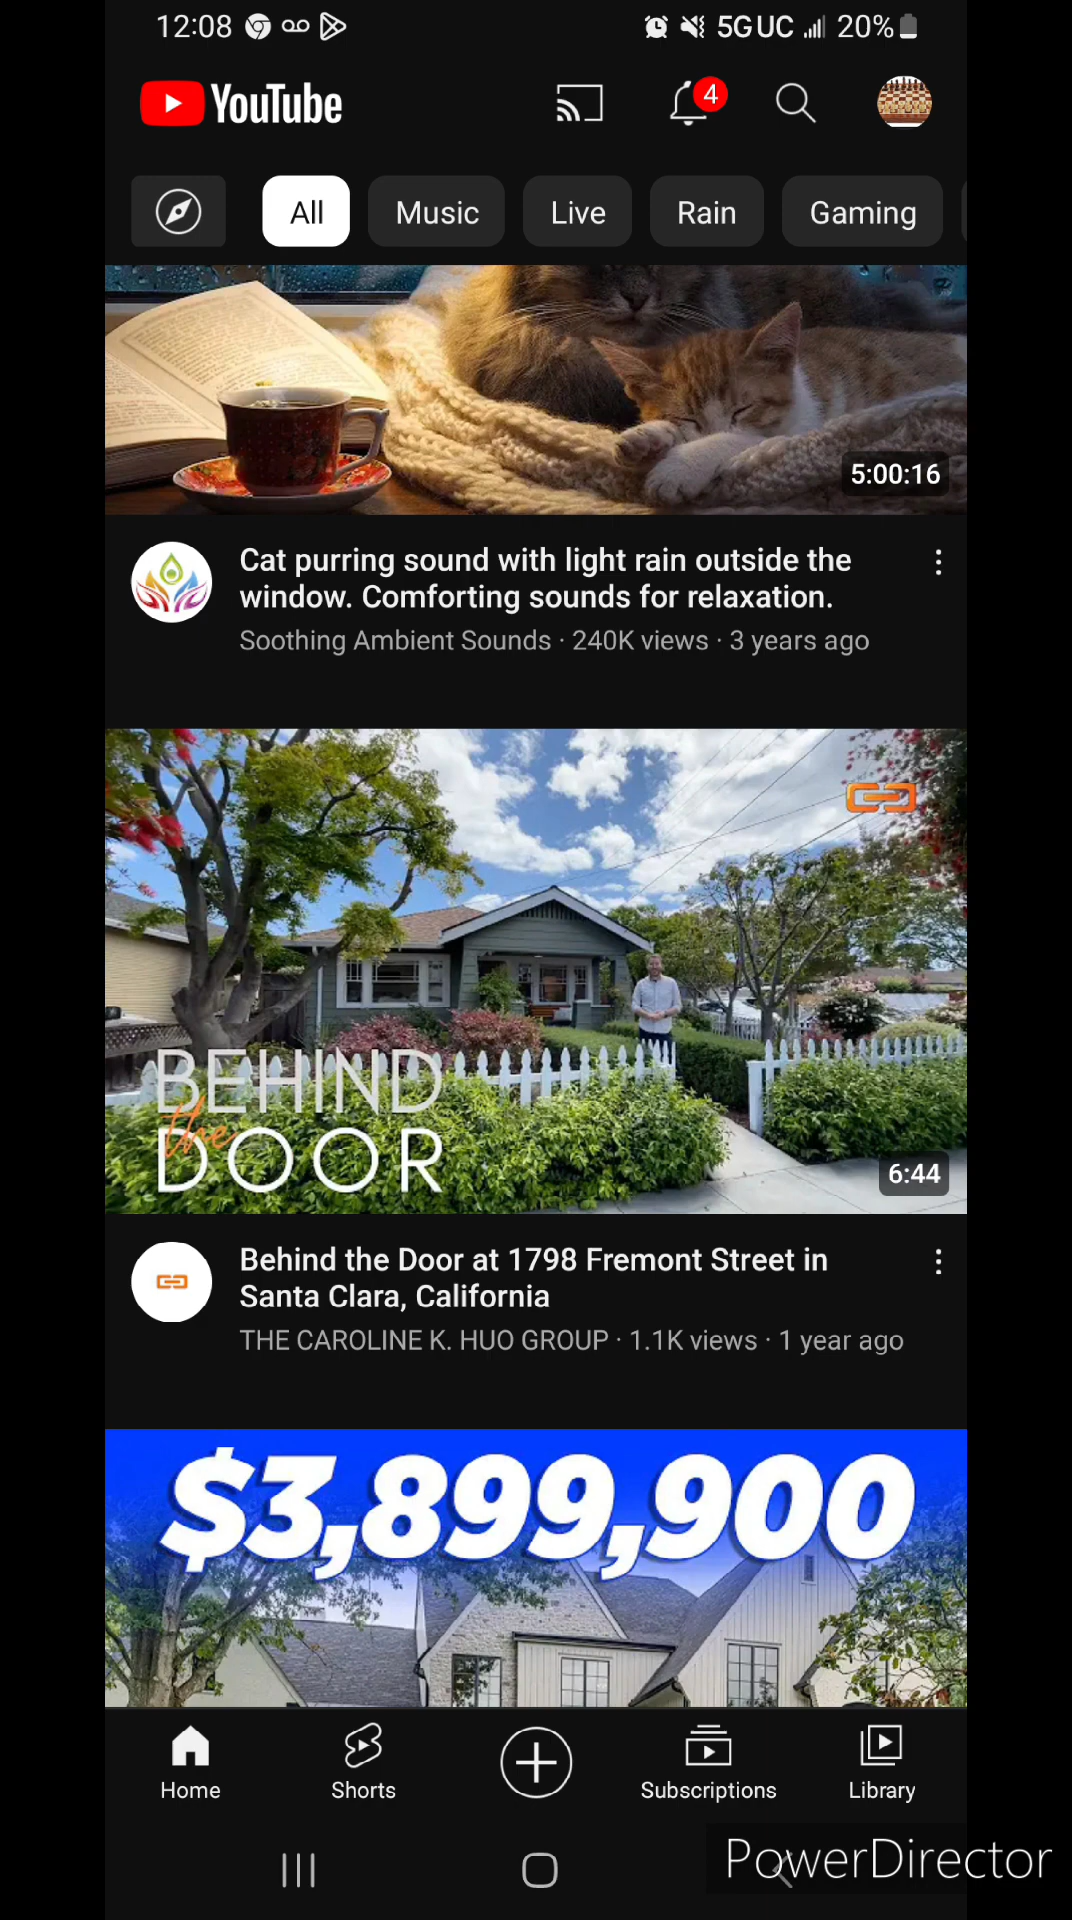 12:08
5G UC
20%
YouTube
4
All
Music
Live
Rain
Gaming
5:00:16
Cat purring sound with light rain outside the
window. Comforting sounds for relaxation.
Soothing Ambient Sounds · 240K views · 3 years ago
BEHIND
the
DOOR
6:44
Behind the Door at 1798 Fremont Street in
Santa Clara, California
THE CAROLINE K. HUO GROUP · 1.1K views · 1 year ago
$3,899,900
Home
Shorts
Subscriptions
Library
PowerDirector